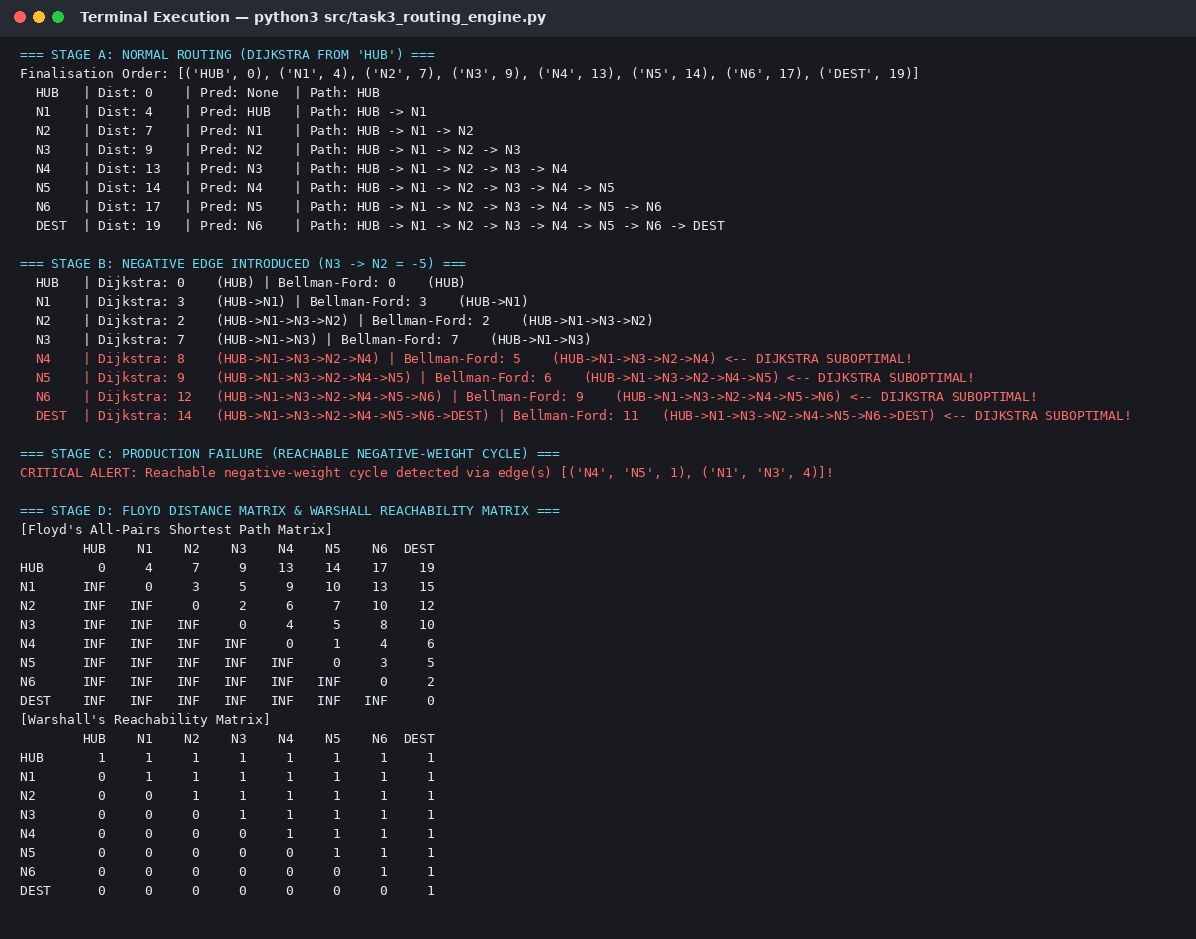 Terminal Execution — python3 src/task3_routing_engine.py
=== STAGE A: NORMAL ROUTING (DIJKSTRA FROM 'HUB') ===
Finalisation Order: [('HUB', 0), ('N1', 4), ('N2', 7), ('N3', 9), ('N4', 13), ('N5', 14), ('N6', 17), ('DEST', 19)]
  HUB   | Dist: 0    | Pred: None  | Path: HUB
  N1    | Dist: 4    | Pred: HUB   | Path: HUB -> N1
  N2    | Dist: 7    | Pred: N1    | Path: HUB -> N1 -> N2
  N3    | Dist: 9    | Pred: N2    | Path: HUB -> N1 -> N2 -> N3
  N4    | Dist: 13   | Pred: N3    | Path: HUB -> N1 -> N2 -> N3 -> N4
  N5    | Dist: 14   | Pred: N4    | Path: HUB -> N1 -> N2 -> N3 -> N4 -> N5
  N6    | Dist: 17   | Pred: N5    | Path: HUB -> N1 -> N2 -> N3 -> N4 -> N5 -> N6
  DEST  | Dist: 19   | Pred: N6    | Path: HUB -> N1 -> N2 -> N3 -> N4 -> N5 -> N6 -> DEST
=== STAGE B: NEGATIVE EDGE INTRODUCED (N3 -> N2 = -5) ===
  HUB   | Dijkstra: 0    (HUB) | Bellman-Ford: 0    (HUB)
  N1    | Dijkstra: 3    (HUB->N1) | Bellman-Ford: 3    (HUB->N1)
  N2    | Dijkstra: 2    (HUB->N1->N3->N2) | Bellman-Ford: 2    (HUB->N1->N3->N2)
  N3    | Dijkstra: 7    (HUB->N1->N3) | Bellman-Ford: 7    (HUB->N1->N3)
  N4    | Dijkstra: 8    (HUB->N1->N3->N2->N4) | Bellman-Ford: 5    (HUB->N1->N3->N2->N4) <-- DIJKSTRA SUBOPTIMAL!
  N5    | Dijkstra: 9    (HUB->N1->N3->N2->N4->N5) | Bellman-Ford: 6    (HUB->N1->N3->N2->N4->N5) <-- DIJKSTRA SUBOPTIMAL!
  N6    | Dijkstra: 12   (HUB->N1->N3->N2->N4->N5->N6) | Bellman-Ford: 9    (HUB->N1->N3->N2->N4->N5->N6) <-- DIJKSTRA SUBOPTIMAL!
  DEST  | Dijkstra: 14   (HUB->N1->N3->N2->N4->N5->N6->DEST) | Bellman-Ford: 11   (HUB->N1->N3->N2->N4->N5->N6->DEST) <-- DIJKSTRA SUBOPTIMAL!
=== STAGE C: PRODUCTION FAILURE (REACHABLE NEGATIVE-WEIGHT CYCLE) ===
CRITICAL ALERT: Reachable negative-weight cycle detected via edge(s) [('N4', 'N5', 1), ('N1', 'N3', 4)]!
=== STAGE D: FLOYD DISTANCE MATRIX & WARSHALL REACHABILITY MATRIX ===
[Floyd's All-Pairs Shortest Path Matrix]
        HUB    N1    N2    N3    N4    N5    N6  DEST
HUB       0     4     7     9    13    14    17    19
N1      INF     0     3     5     9    10    13    15
N2      INF   INF     0     2     6     7    10    12
N3      INF   INF   INF     0     4     5     8    10
N4      INF   INF   INF   INF     0     1     4     6
N5      INF   INF   INF   INF   INF     0     3     5
N6      INF   INF   INF   INF   INF   INF     0     2
DEST    INF   INF   INF   INF   INF   INF   INF     0
[Warshall's Reachability Matrix]
        HUB    N1    N2    N3    N4    N5    N6  DEST
HUB       1     1     1     1     1     1     1     1
N1        0     1     1     1     1     1     1     1
N2        0     0     1     1     1     1     1     1
N3        0     0     0     1     1     1     1     1
N4        0     0     0     0     1     1     1     1
N5        0     0     0     0     0     1     1     1
N6        0     0     0     0     0     0     1     1
DEST      0     0     0     0     0     0     0     1